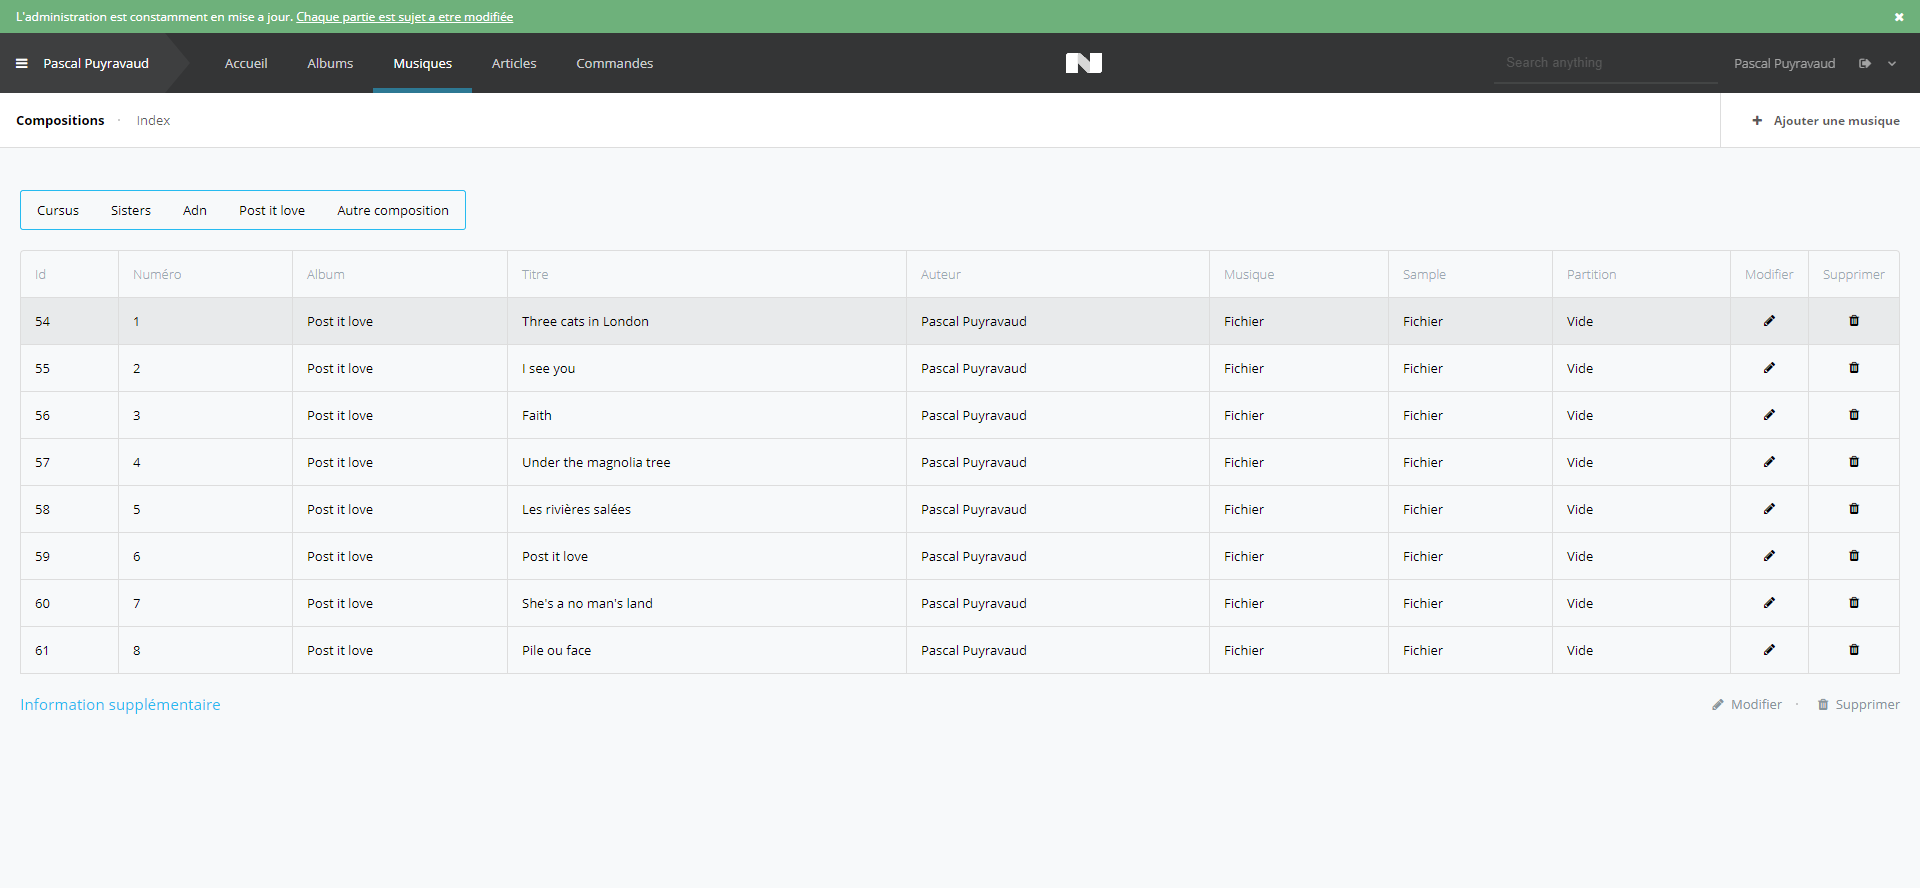 L'administration est constamment en mise a jour. Chaque partie est sujet a etre modifiée
Pascal Puyravaud Accueil Albums Musiques Articles Commandes Search anything Pascal Puyravaud
Compositions · Index + Ajouter une musique
Cursus Sisters Adn Post it love Autre composition
Id Numéro Album Titre Auteur Musique Sample Partition Modifier Supprimer
54 1 Post it love Three cats in London Pascal Puyravaud Fichier Fichier Vide
55 2 Post it love I see you Pascal Puyravaud Fichier Fichier Vide
56 3 Post it love Faith Pascal Puyravaud Fichier Fichier Vide
57 4 Post it love Under the magnolia tree Pascal Puyravaud Fichier Fichier Vide
58 5 Post it love Les rivières salées Pascal Puyravaud Fichier Fichier Vide
59 6 Post it love Post it love Pascal Puyravaud Fichier Fichier Vide
60 7 Post it love She's a no man's land Pascal Puyravaud Fichier Fichier Vide
61 8 Post it love Pile ou face Pascal Puyravaud Fichier Fichier Vide
Information supplémentaire Modifier · Supprimer